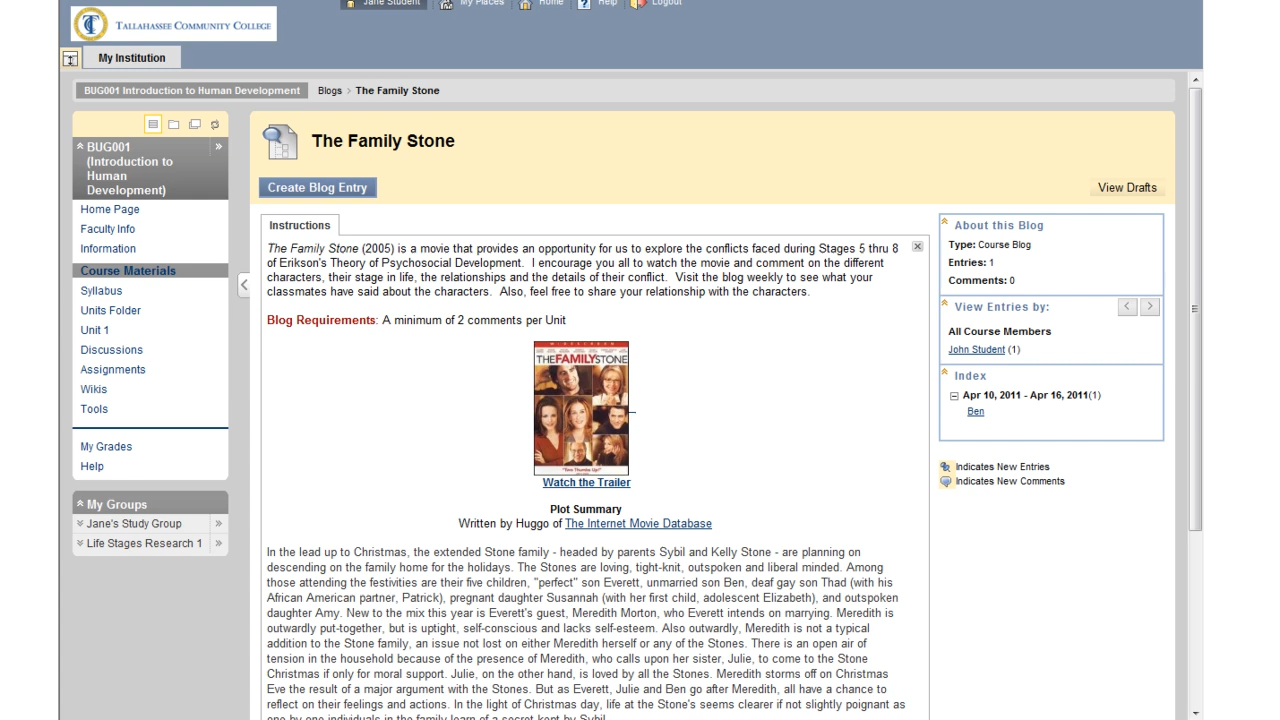 Jane Student My Places Home Help Logout
TALLAHASSEE COMMUNITY COLLEGE
My Institution
BUG001 Introduction to Human Development Blogs > The Family Stone
BUG001
(Introduction to
Human
Development)
Home Page
Faculty Info
Information
Course Materials
Syllabus
Units Folder
Unit 1
Discussions
Assignments
Wikis
Tools
My Grades
Help
My Groups
Jane's Study Group
Life Stages Research 1
The Family Stone
Create Blog Entry
View Drafts
Instructions
The Family Stone (2005) is a movie that provides an opportunity for us to explore the conflicts faced during Stages 5 thru 8
of Erikson's Theory of Psychosocial Development. I encourage you all to watch the movie and comment on the different
characters, their stage in life, the relationships and the details of their conflict. Visit the blog weekly to see what your
classmates have said about the characters. Also, feel free to share your relationship with the characters.
Blog Requirements: A minimum of 2 comments per Unit
THE FAMILY STONE
Watch the Trailer
Plot Summary
Written by Huggo of The Internet Movie Database
In the lead up to Christmas, the extended Stone family - headed by parents Sybil and Kelly Stone - are planning on
descending on the family home for the holidays. The Stones are loving, tight-knit, outspoken and liberal minded. Among
those attending the festivities are their five children, "perfect" son Everett, unmarried son Ben, deaf gay son Thad (with his
African American partner, Patrick), pregnant daughter Susannah (with her first child, adolescent Elizabeth), and outspoken
daughter Amy. New to the mix this year is Everett's guest, Meredith Morton, who Everett intends on marrying. Meredith is
outwardly put-together, but is uptight, self-conscious and lacks self-esteem. Also outwardly, Meredith is not a typical
addition to the Stone family, an issue not lost on either Meredith herself or any of the Stones. There is an open air of
tension in the household because of the presence of Meredith, who calls upon her sister, Julie, to come to the Stone
Christmas if only for moral support. Julie, on the other hand, is loved by all the Stones. Meredith storms off on Christmas
Eve the result of a major argument with the Stones. But as Everett, Julie and Ben go after Meredith, all have a chance to
reflect on their feelings and actions. In the light of Christmas day, life at the Stone's seems clearer if not slightly poignant as
one by one individuals in the family learn of a secret kept by Sybil.
About this Blog
Type: Course Blog
Entries: 1
Comments: 0
View Entries by:
All Course Members
John Student (1)
Index
Apr 10, 2011 - Apr 16, 2011(1)
Ben
Indicates New Entries
Indicates New Comments